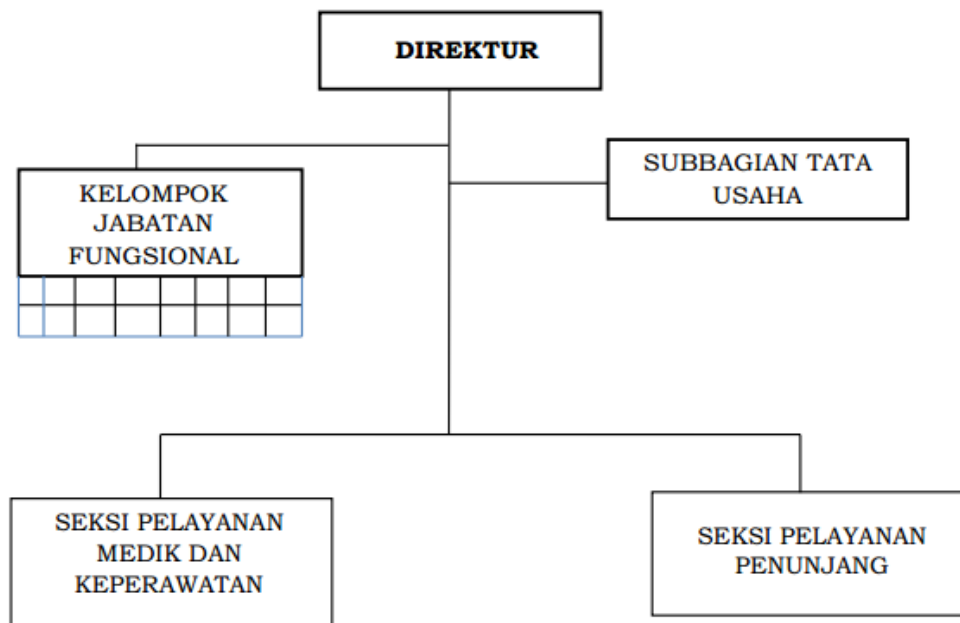 DIREKTUR
SUBBAGIAN TATA
USAHA
KELOMPOK
JABATAN
FUNGSIONAL
SEKSI PELAYANAN
MEDIK DAN
KEPERAWATAN
SEKSI PELAYANAN
PENUNJANG